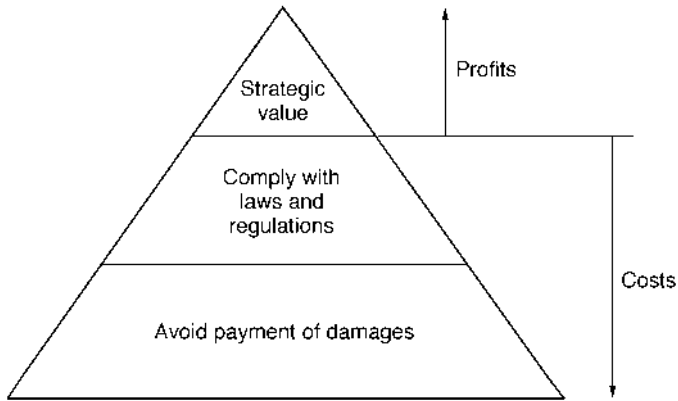 Strategic
value
Profits
Comply with
laws and
regulations
Costs
Avoid payment of damages